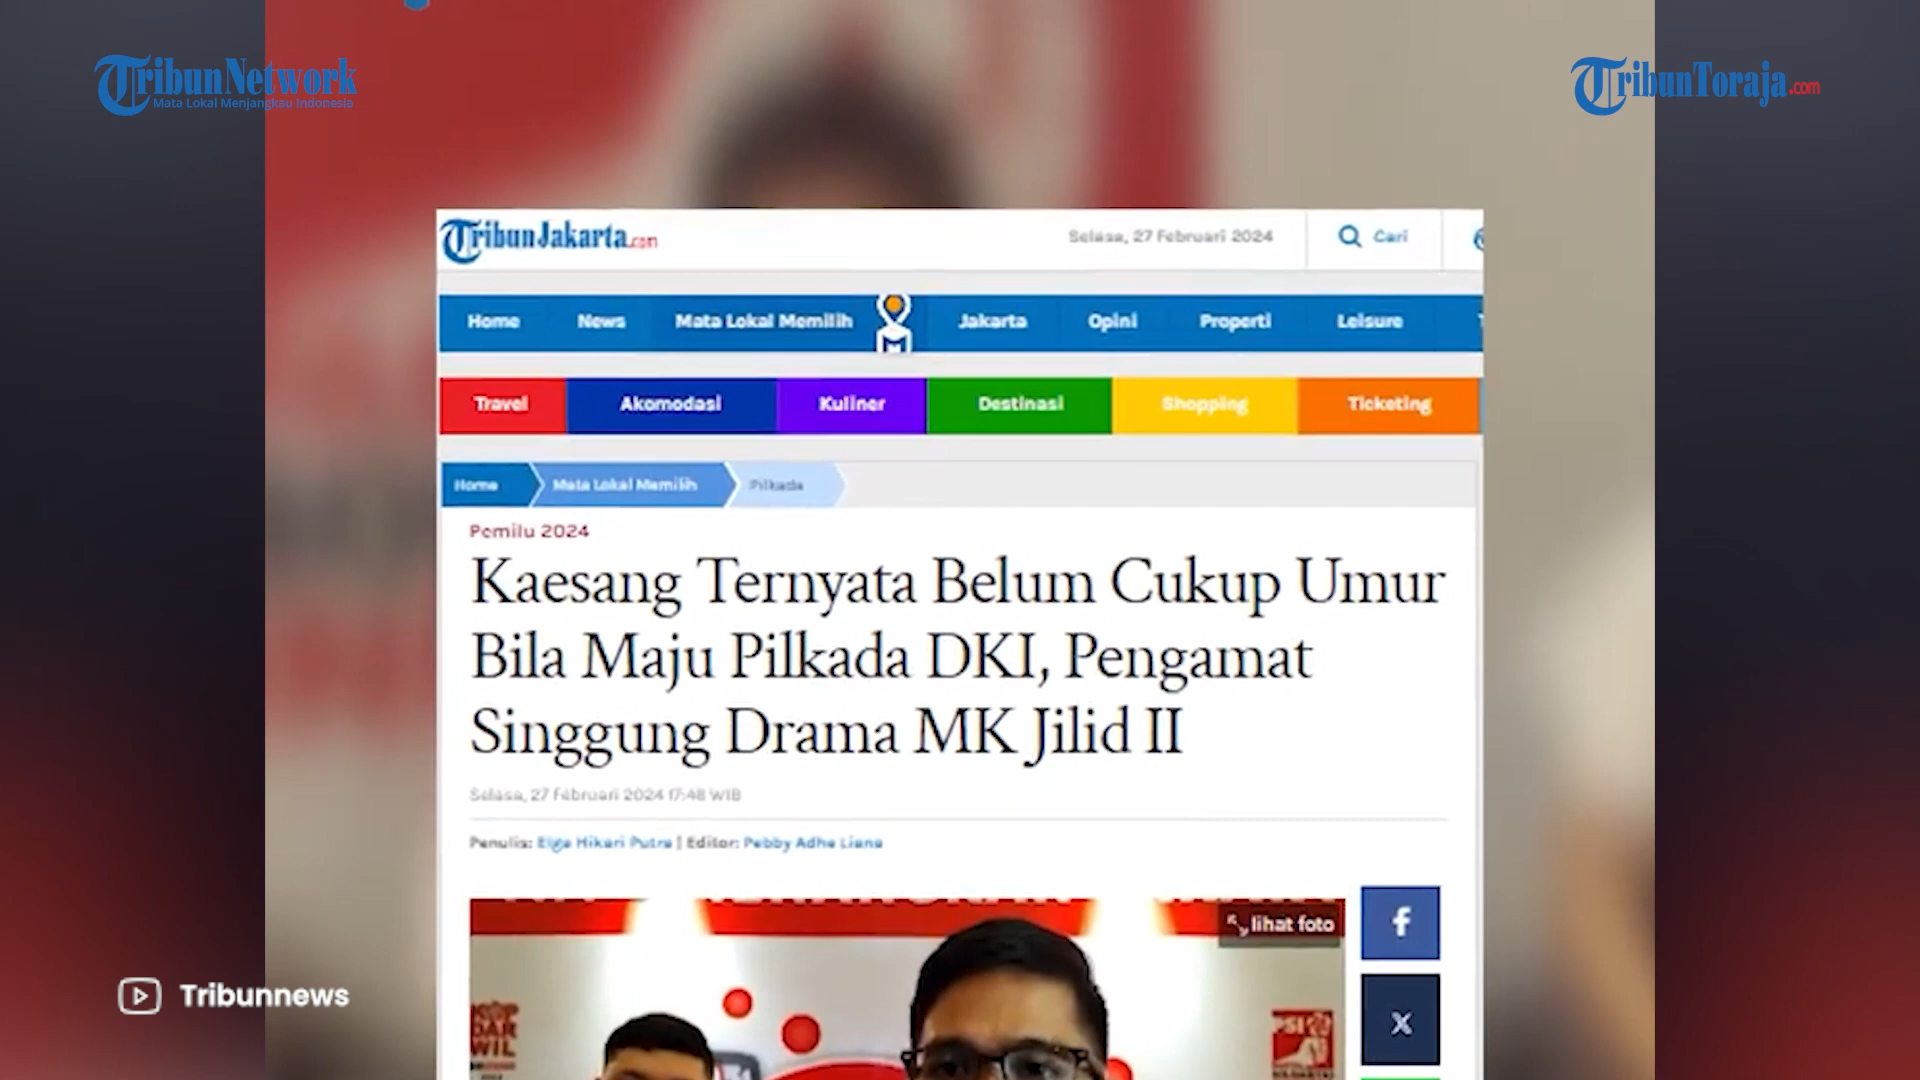 TribunNetwork
Mata Lokal Menjangkau Indonesia
TribunToraja.com
TribunJakarta.com
Selasa, 27 Februari 2024
Cari
Home
News
Mata Lokal Memilih
Jakarta
Opini
Properti
Leisure
Travel
Akomodasi
Kuliner
Destinasi
Shopping
Ticketing
Home
Mata Lokal Memilih
Pilkada
Pemilu 2024
Kaesang Ternyata Belum Cukup Umur
Bila Maju Pilkada DKI, Pengamat
Singgung Drama MK Jilid II
Selasa, 27 Februari 2024 17:48 WIB
Penulis: Elga Hikari Putra | Editor: Pebby Adhe Liana
lihat foto
PSI
Tribunnews